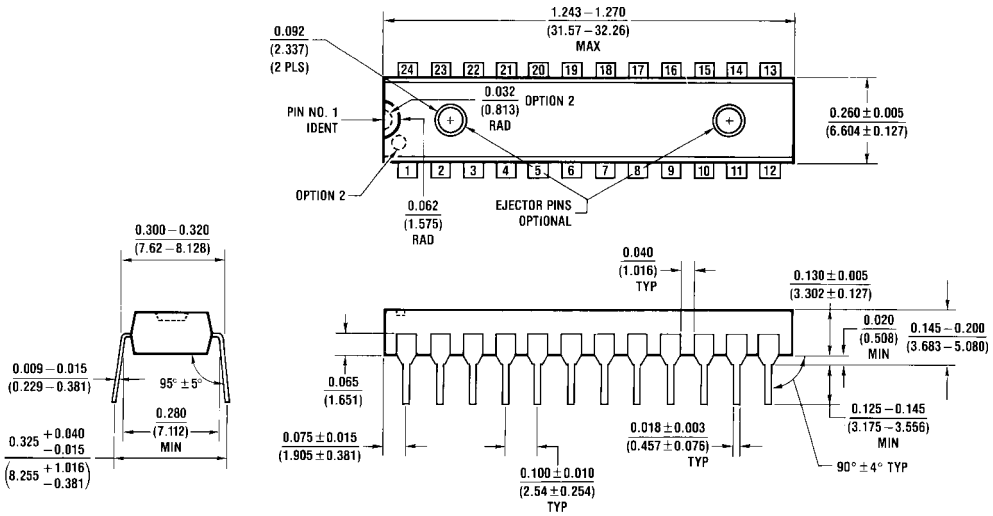 1.243–1.270
(31.57–32.26)
MAX
0.092
(2.337)
(2 PLS)
24 23 22 21 20 19 18 17 16 15 14 13
0.032
(0.813)
RAD
OPTION 2
PIN NO. 1
IDENT
0.260 ± 0.005
(6.604 ± 0.127)
1 2 3 4 5 6 7 8 9 10 11 12
OPTION 2
0.062
(1.575)
RAD
EJECTOR PINS
OPTIONAL
0.300–0.320
(7.62–8.128)
0.040
(1.016)
TYP
0.130 ± 0.005
(3.302 ± 0.127)
0.020
(0.508)
MIN
0.145–0.200
(3.683–5.080)
0.009–0.015
(0.229–0.381)
95° ± 5°
0.280
(7.112)
MIN
0.325 +0.040 −0.015
(8.255 +1.016 −0.381)
0.065
(1.651)
0.075 ± 0.015
(1.905 ± 0.381)
0.100 ± 0.010
(2.54 ± 0.254)
TYP
0.018 ± 0.003
(0.457 ± 0.076)
TYP
0.125–0.145
(3.175–3.556)
MIN
90° ± 4° TYP